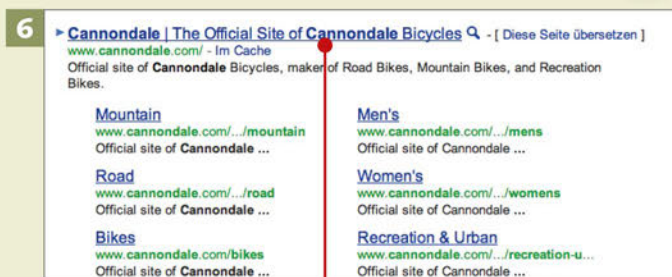 6
Cannondale | The Official Site of Cannondale Bicycles - [ Diese Seite übersetzen ]
www.cannondale.com/ - Im Cache
Official site of Cannondale Bicycles, maker of Road Bikes, Mountain Bikes, and Recreation
Bikes.
Mountain
www.cannondale.com/.../mountain
Official site of Cannondale ...
Road
www.cannondale.com/.../road
Official site of Cannondale ...
Bikes
www.cannondale.com/bikes
Official site of Cannondale ...
Men's
www.cannondale.com/.../mens
Official site of Cannondale ...
Women's
www.cannondale.com/.../womens
Official site of Cannondale ...
Recreation & Urban
www.cannondale.com/.../recreation-u...
Official site of Cannondale ...